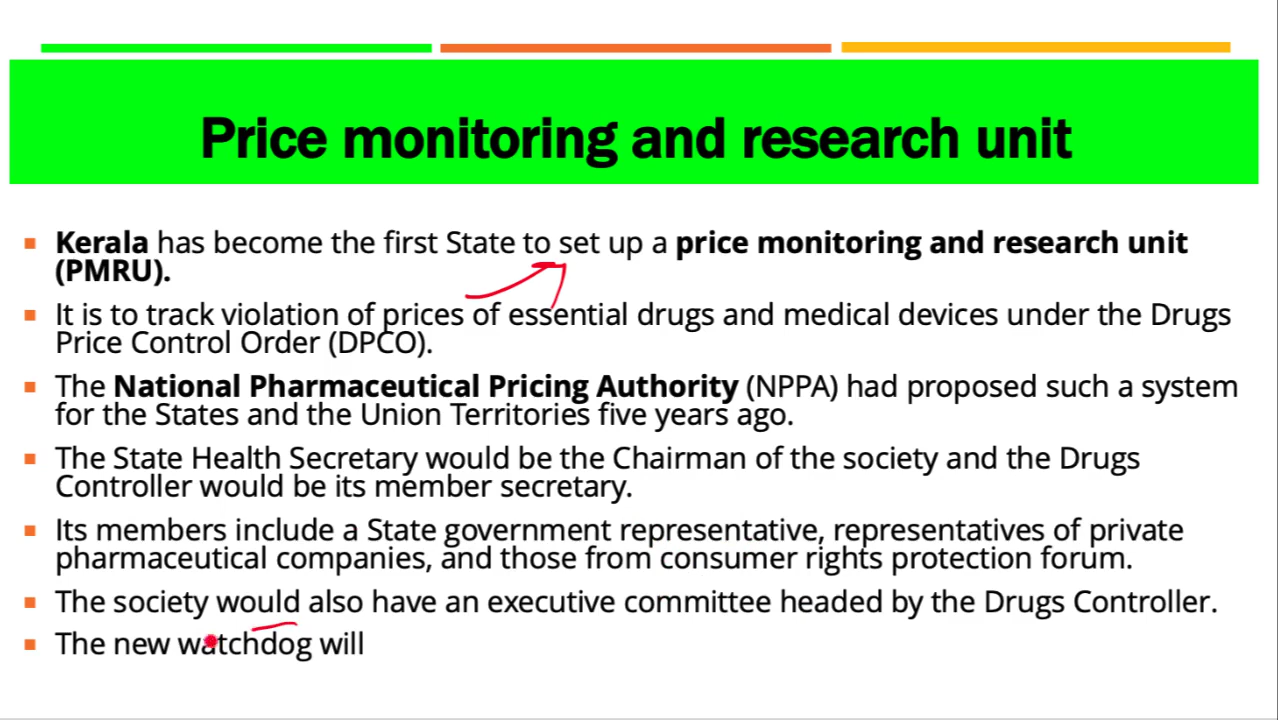 Price monitoring and research unit
Kerala has become the first State to set up a price monitoring and research unit
(PMRU).
It is to track violation of prices of essential drugs and medical devices under the Drugs
Price Control Order (DPCO).
The National Pharmaceutical Pricing Authority (NPPA) had proposed such a system
for the States and the Union Territories five years ago.
The State Health Secretary would be the Chairman of the society and the Drugs
Controller would be its member secretary.
Its members include a State government representative, representatives of private
pharmaceutical companies, and those from consumer rights protection forum.
The society would also have an executive committee headed by the Drugs Controller.
The new watchdog will